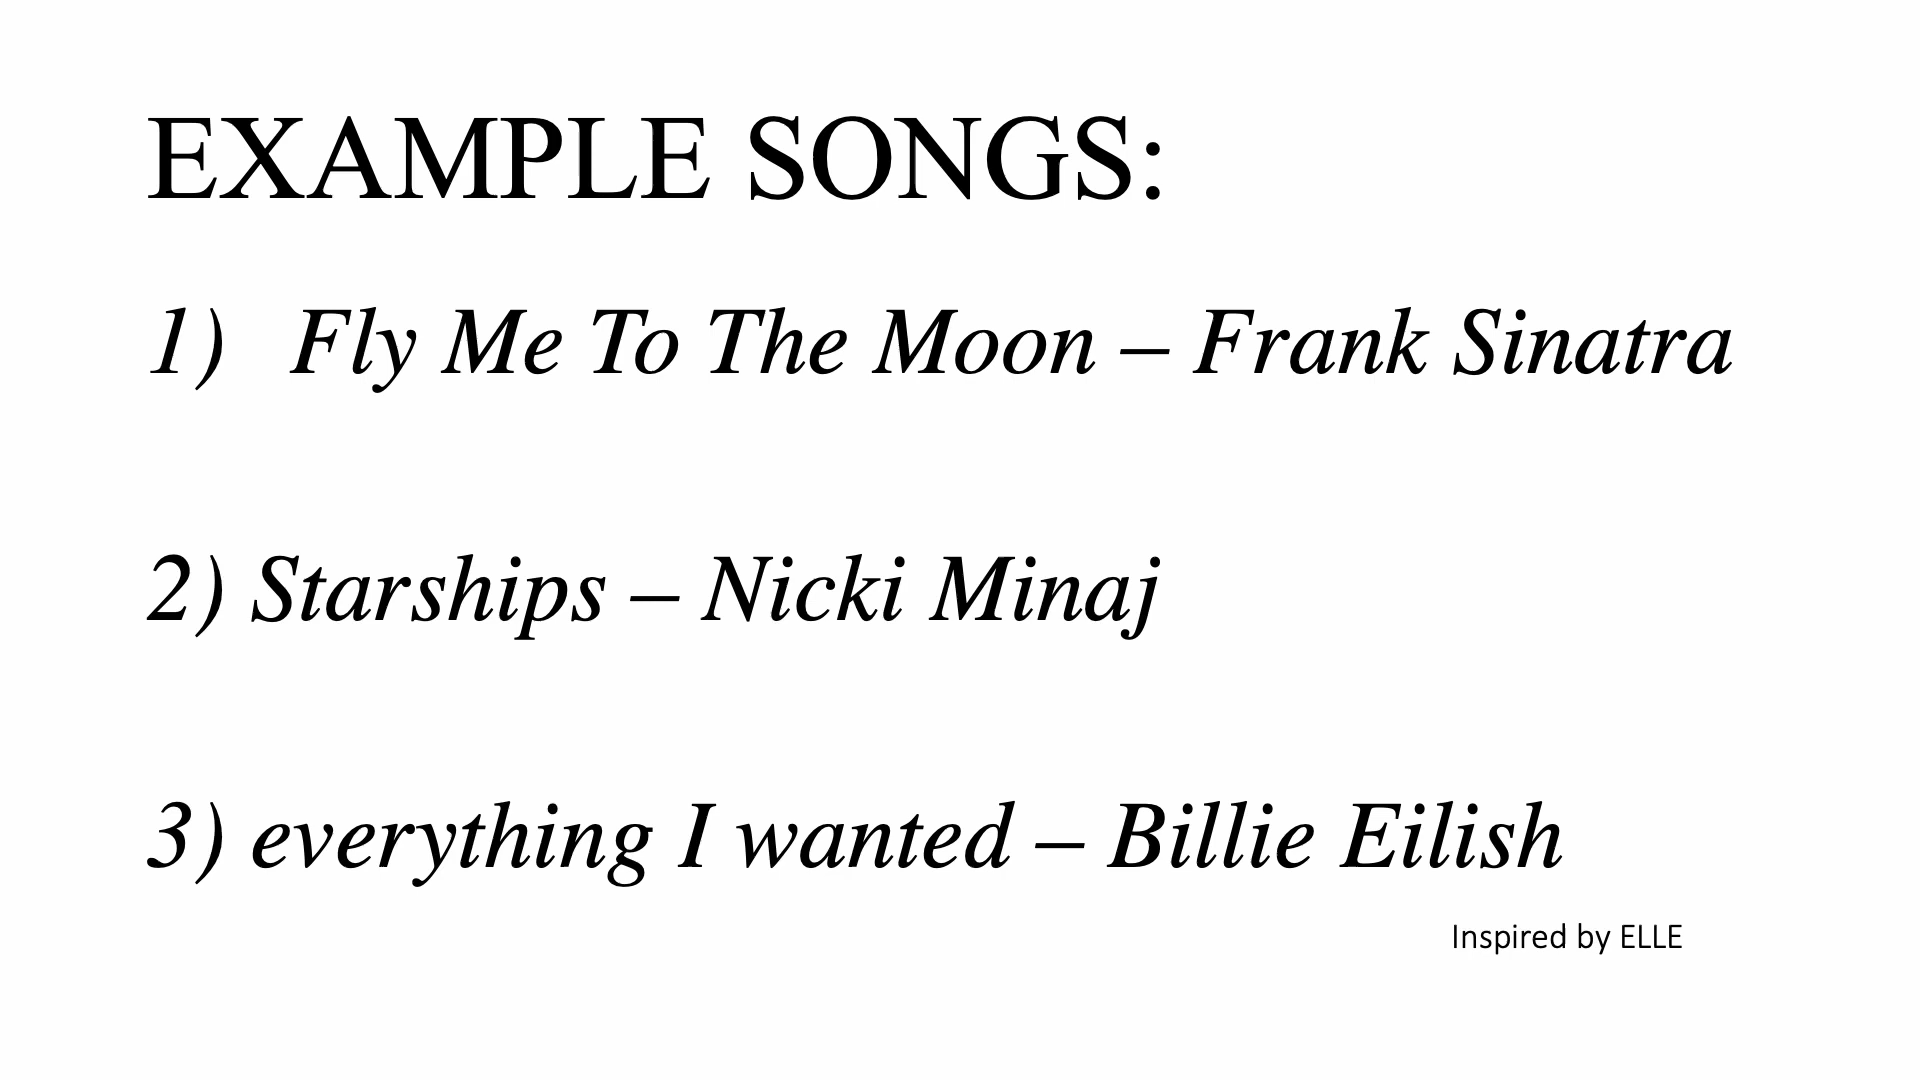 EXAMPLE SONGS:
1) Fly Me To The Moon – Frank Sinatra
2) Starships – Nicki Minaj
3) everything I wanted – Billie Eilish
Inspired by ELLE